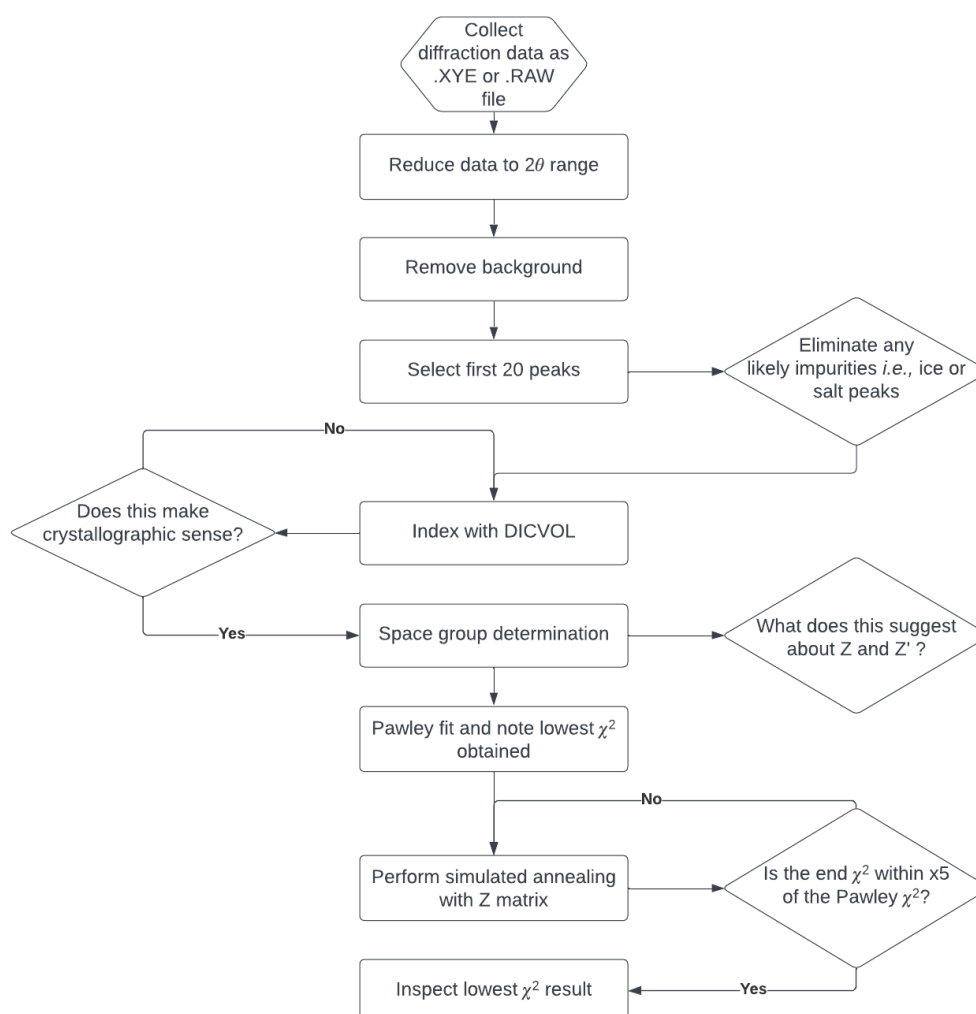 Collect
diffraction data as
.XYE or .RAW
file
Reduce data to 2θ range
Remove background
Select first 20 peaks
Eliminate any
likely impurities i.e., ice or
salt peaks
No
Does this make
crystallographic sense?
Index with DICVOL
Yes
Space group determination
What does this suggest
about Z and Z' ?
Pawley fit and note lowest χ²
obtained
No
Perform simulated annealing
with Z matrix
Is the end χ² within x5
of the Pawley χ²?
Inspect lowest χ² result
Yes